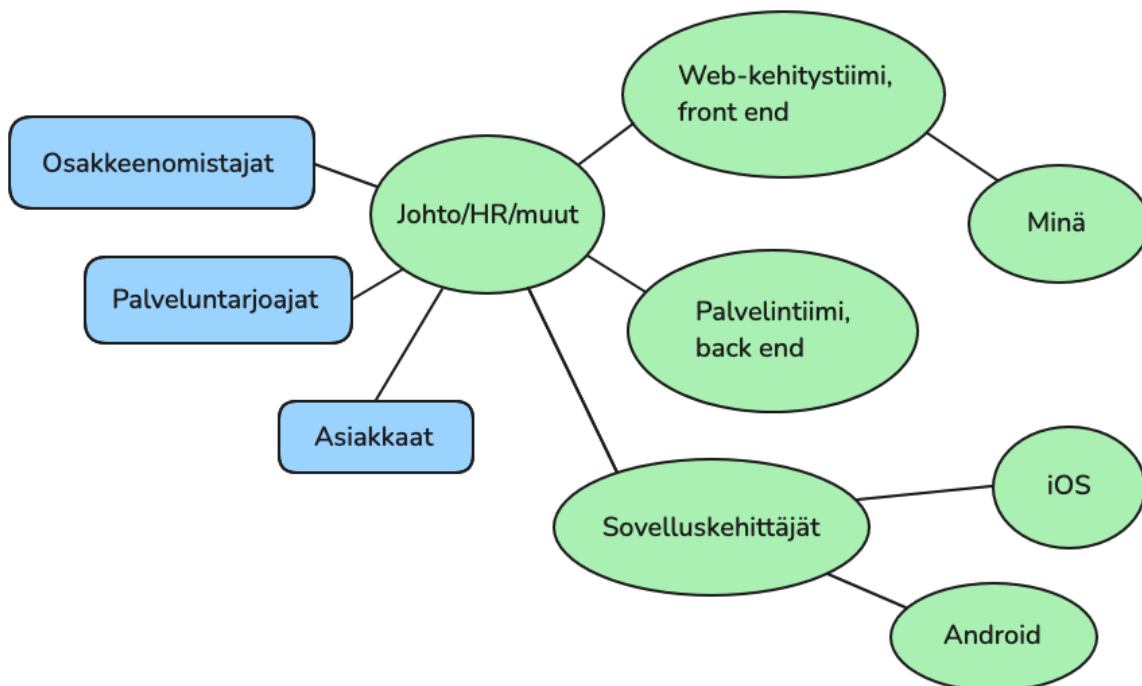 Web-kehitystiimi,
front end
Osakkeenomistajat
Johto/HR/muut
Minä
Palveluntarjoajat
Palvelintiimi,
back end
Asiakkaat
iOS
Sovelluskehittäjät
Android